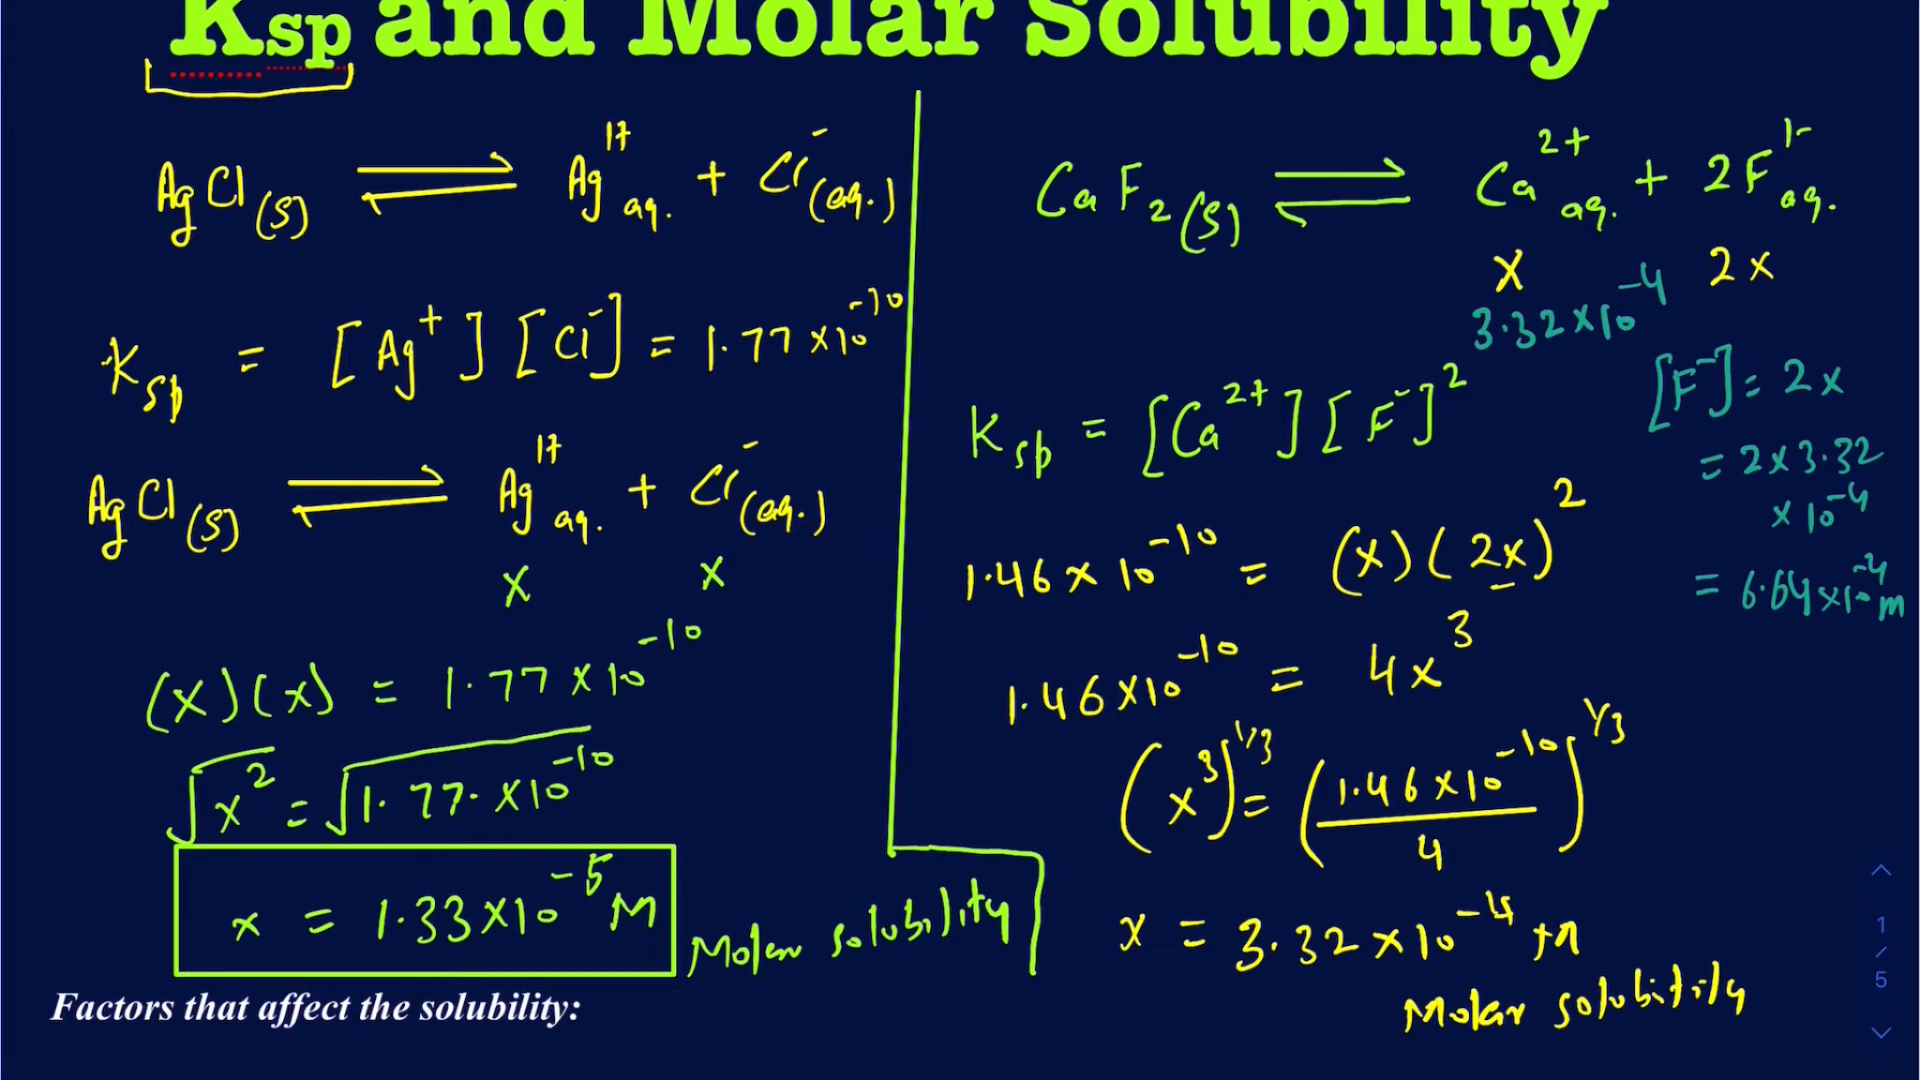 Ksp and Molar Solubility
AgCl(s) ⇌ Ag¹⁺ aq. + Cl⁻(aq.)
Ksp = [Ag⁺] [Cl⁻] = 1.77 × 10⁻¹⁰
AgCl(s) ⇌ Ag¹⁺ aq. + Cl⁻(aq.)
x x
(x)(x) = 1.77 × 10⁻¹⁰
√x² = √1.77. × 10⁻¹⁰
x = 1.33 × 10⁻⁵ M
Molar solubility
Factors that affect the solubility:
CaF₂(s) ⇌ Ca²⁺ aq. + 2F¹⁻ aq.
x 2x
3.32 × 10⁻⁴
Ksp = [Ca²⁺] [F⁻]²
1.46 × 10⁻¹⁰ = (x)(2x)²
1.46 × 10⁻¹⁰ = 4x³
(x³)^1/3 = (1.46 × 10⁻¹⁰ / 4)^1/3
x = 3.32 × 10⁻⁴ M
Molar solubility
[F⁻] = 2x
= 2 × 3.32
× 10⁻⁴
= 6.64 × 10⁻⁴ M
1
/
5